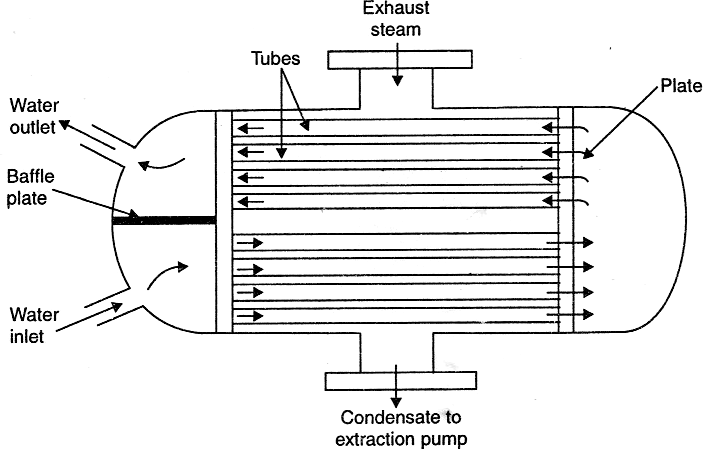 Exhaust
steam
Tubes
Plate
Water
outlet
Baffle
plate
Water
inlet
Condensate to
extraction pump